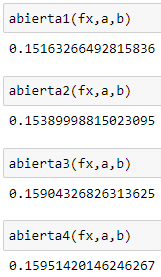 abierta1(fx,a,b)
0.15163266492815836
abierta2(fx,a,b)
0.15389998815023095
abierta3(fx,a,b)
0.15904326826313625
abierta4(fx,a,b)
0.15951420146246267